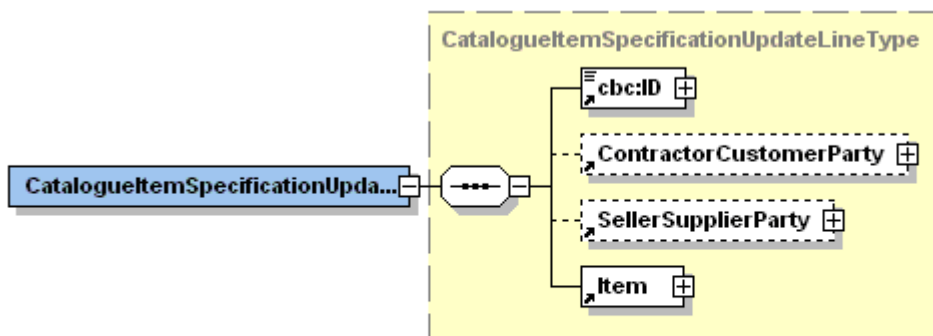 CatalogueItemSpecificationUpdateLineType
cbc:ID
ContractorCustomerParty
CatalogueItemSpecificationUpda...
SellerSupplierParty
Item